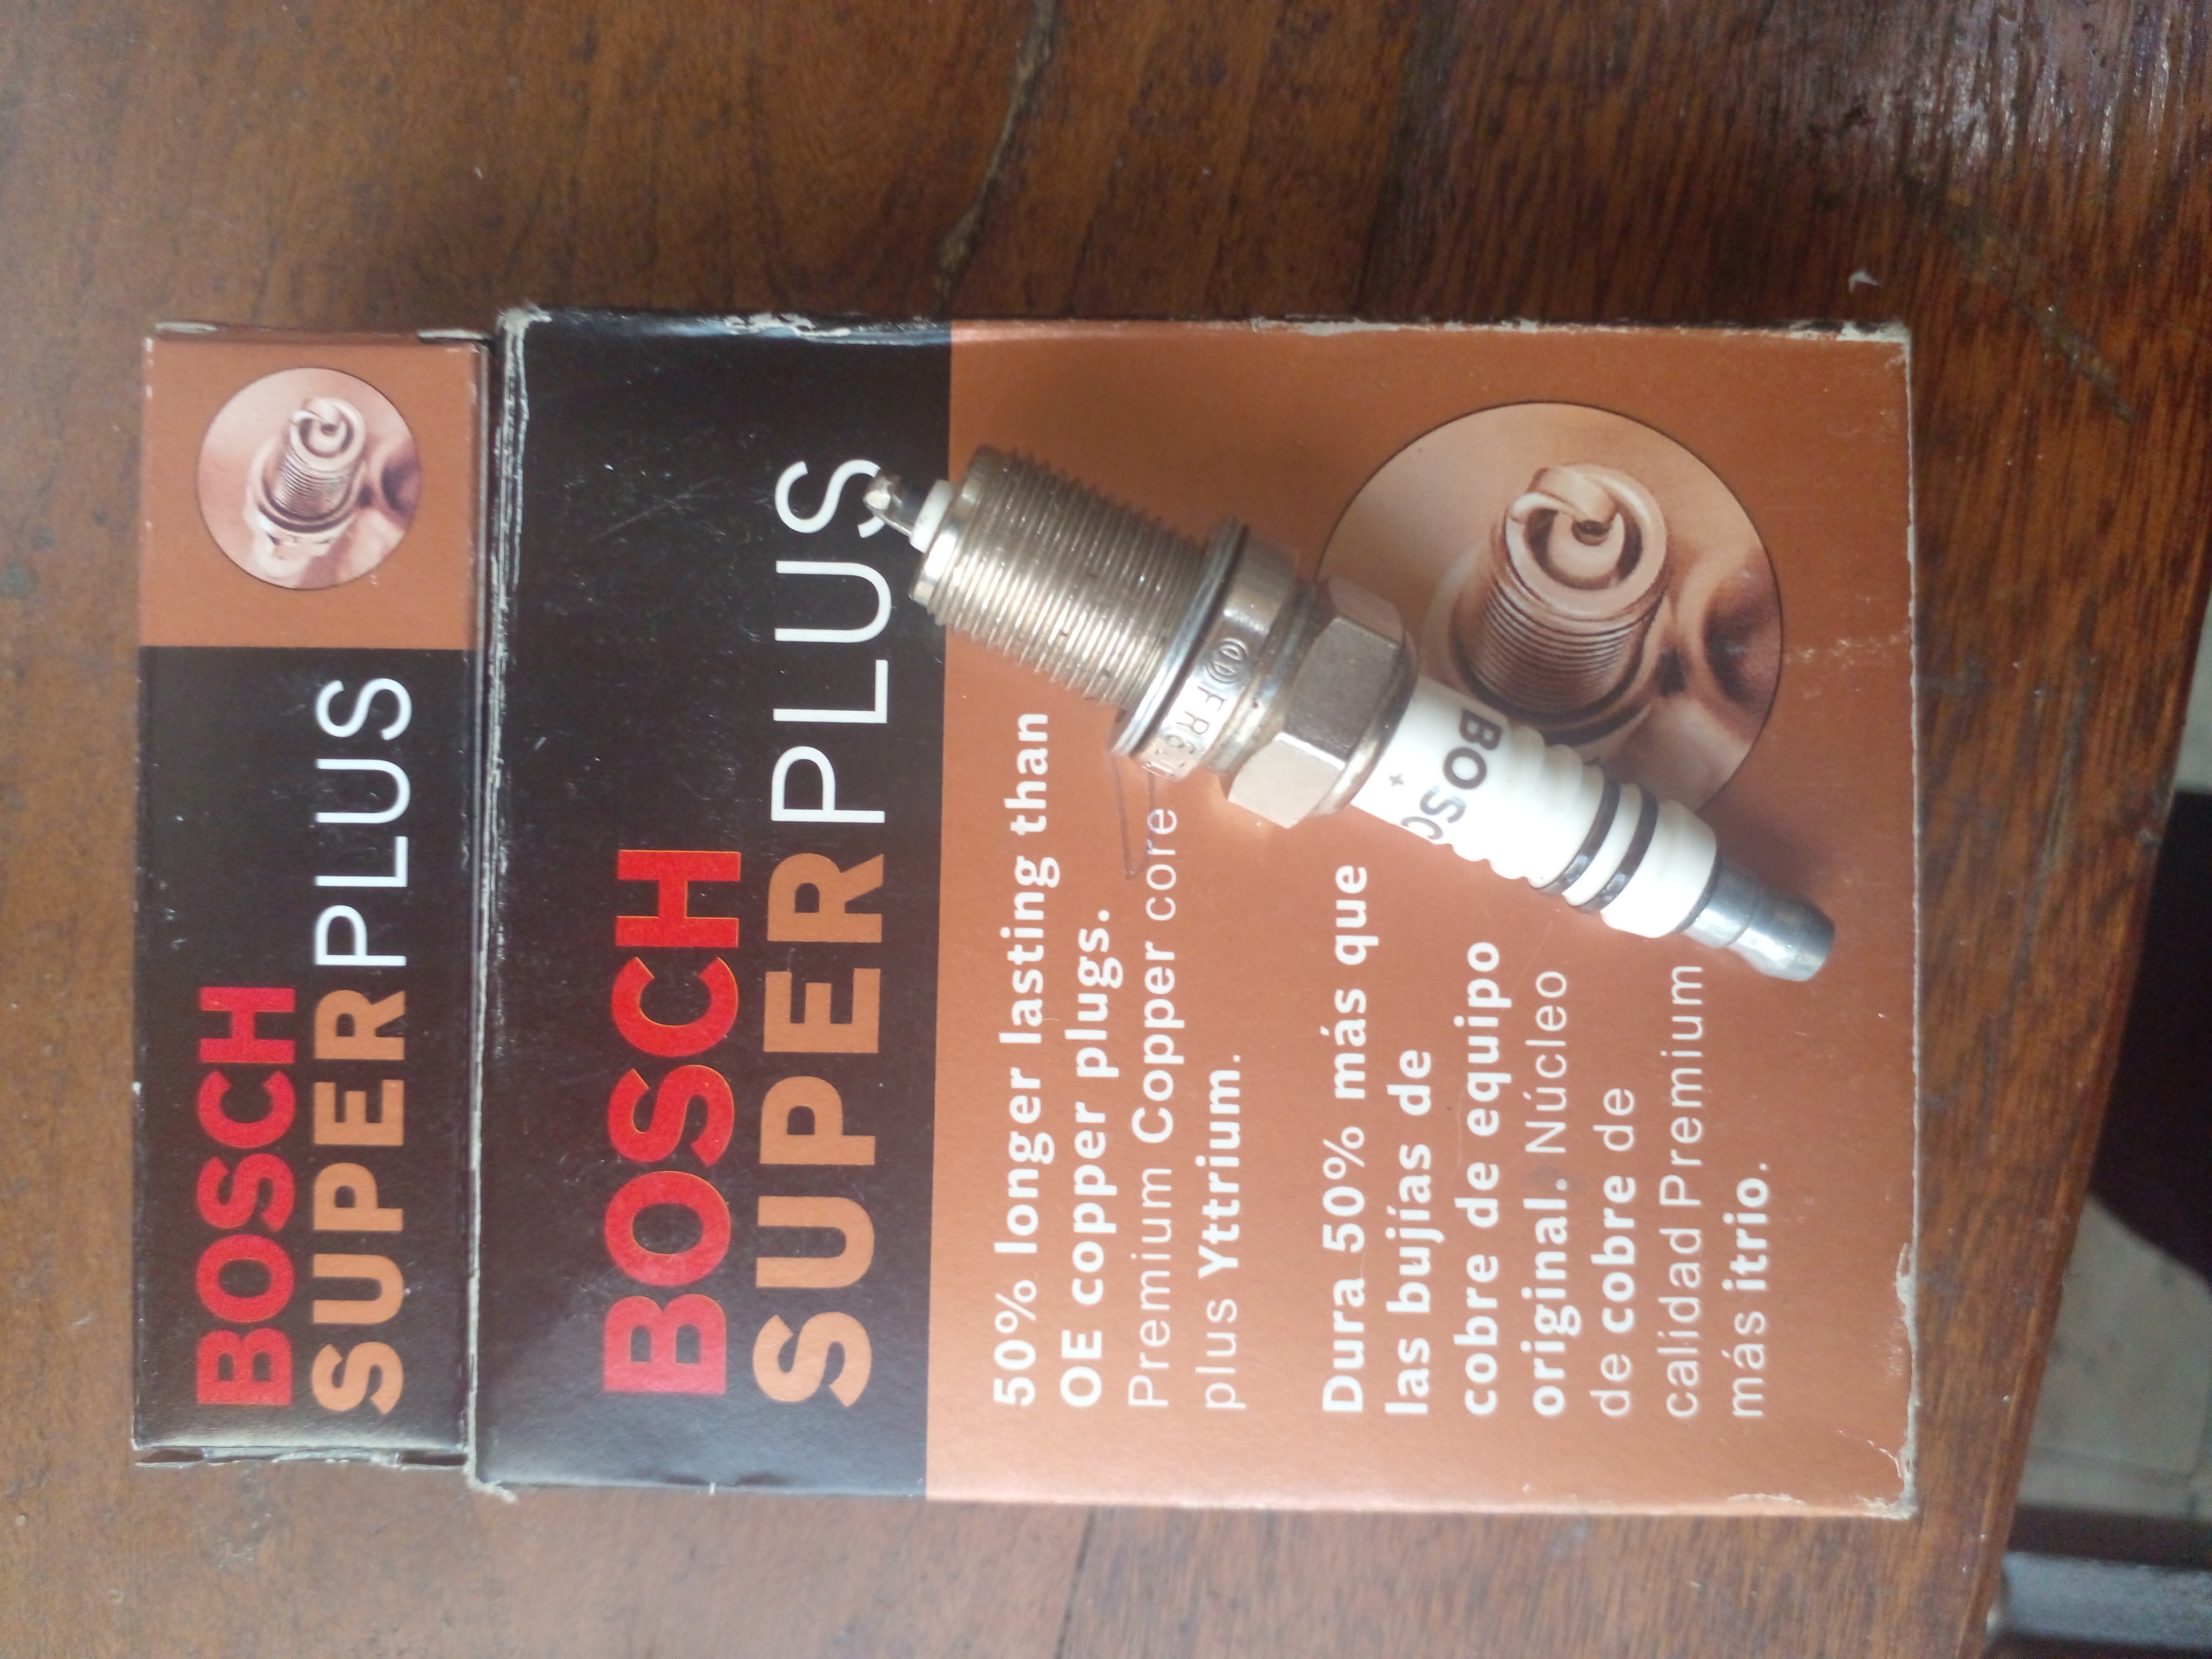 BOSCH
SUPERPLUS
BOSCH
SUPERPLUS
50% longer lasting than
OE copper plugs.
Premium Copper core
plus Yttrium.
Dura 50% más que
las bujías de
cobre de equipo
original. Núcleo
de cobre de
calidad Premium
más itrio.
BOSC